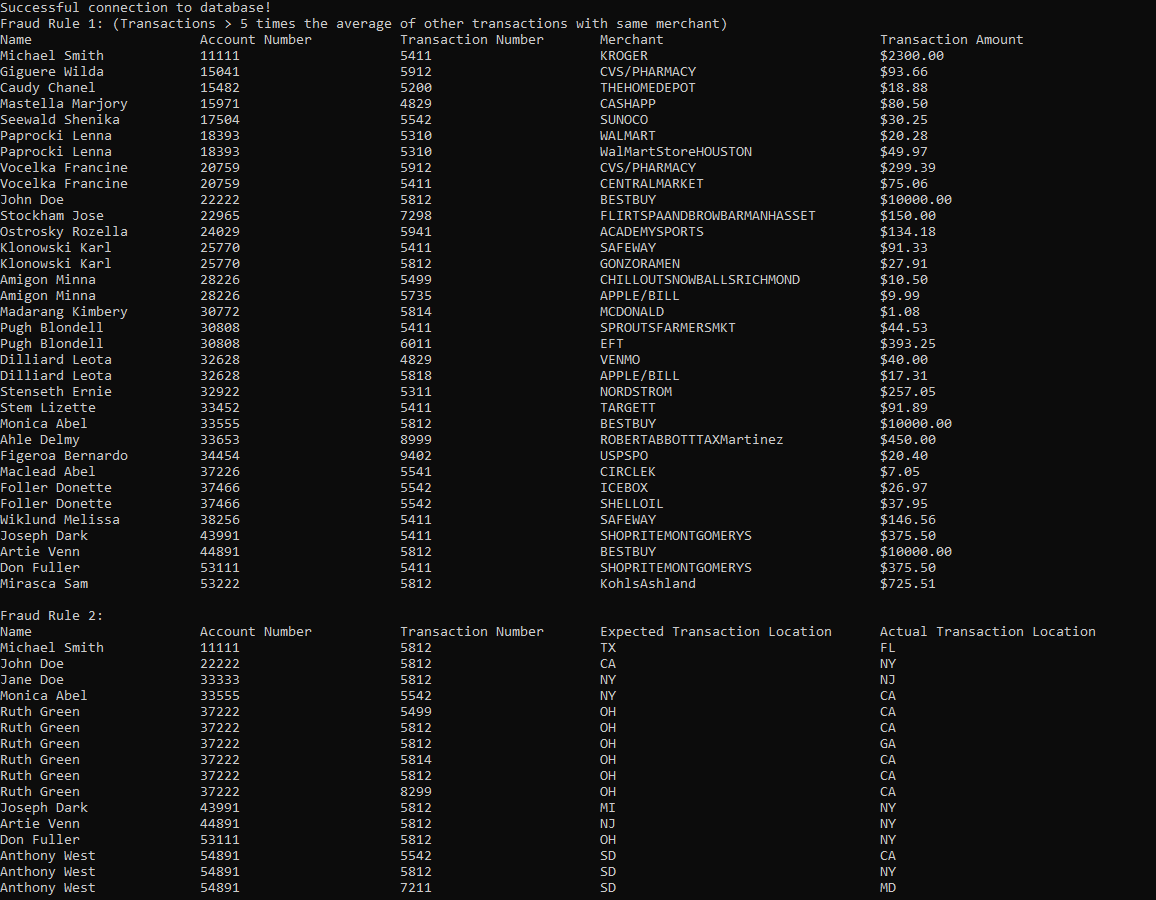 Successful connection to database!
Fraud Rule 1: (Transactions > 5 times the average of other transactions with same merchant)
Name Account Number Transaction Number Merchant Transaction Amount
Michael Smith 11111 5411 KROGER $2300.00
Giguere Wilda 15041 5912 CVS/PHARMACY $93.66
Caudy Chanel 15482 5200 THEHOMEDEPOT $18.88
Mastella Marjory 15971 4829 CASHAPP $80.50
Seewald Shenika 17504 5542 SUNOCO $30.25
Paprocki Lenna 18393 5310 WALMART $20.28
Paprocki Lenna 18393 5310 WalMartStoreHOUSTON $49.97
Vocelka Francine 20759 5912 CVS/PHARMACY $299.39
Vocelka Francine 20759 5411 CENTRALMARKET $75.06
John Doe 22222 5812 BESTBUY $10000.00
Stockham Jose 22965 7298 FLIRTSPAANDBROWBARMANHASSET $150.00
Ostrosky Rozella 24029 5941 ACADEMYSPORTS $134.18
Klonowski Karl 25770 5411 SAFEWAY $91.33
Klonowski Karl 25770 5812 GONZORAMEN $27.91
Amigon Minna 28226 5499 CHILLOUTSNOWBALLSRICHMOND $10.50
Amigon Minna 28226 5735 APPLE/BILL $9.99
Madarang Kimbery 30772 5814 MCDONALD $1.08
Pugh Blondell 30808 5411 SPROUTSFARMERSMKT $44.53
Pugh Blondell 30808 6011 EFT $393.25
Dilliard Leota 32628 4829 VENMO $40.00
Dilliard Leota 32628 5818 APPLE/BILL $17.31
Stenseth Ernie 32922 5311 NORDSTROM $257.05
Stem Lizette 33452 5411 TARGETT $91.89
Monica Abel 33555 5812 BESTBUY $10000.00
Ahle Delmy 33653 8999 ROBERTABBOTTTAXMartinez $450.00
Figeroa Bernardo 34454 9402 USPSPO $20.40
Maclead Abel 37226 5541 CIRCLEK $7.05
Foller Donette 37466 5542 ICEBOX $26.97
Foller Donette 37466 5542 SHELLOIL $37.95
Wiklund Melissa 38256 5411 SAFEWAY $146.56
Joseph Dark 43991 5411 SHOPRITEMONTGOMERYS $375.50
Artie Venn 44891 5812 BESTBUY $10000.00
Don Fuller 53111 5411 SHOPRITEMONTGOMERYS $375.50
Mirasca Sam 53222 5812 KohlsAshland $725.51
Fraud Rule 2:
Name Account Number Transaction Number Expected Transaction Location Actual Transaction Location
Michael Smith 11111 5812 TX FL
John Doe 22222 5812 CA NY
Jane Doe 33333 5812 NY NJ
Monica Abel 33555 5542 NY CA
Ruth Green 37222 5499 OH CA
Ruth Green 37222 5812 OH CA
Ruth Green 37222 5812 OH GA
Ruth Green 37222 5814 OH CA
Ruth Green 37222 5812 OH CA
Ruth Green 37222 8299 OH CA
Joseph Dark 43991 5812 MI NY
Artie Venn 44891 5812 NJ NY
Don Fuller 53111 5812 OH NY
Anthony West 54891 5542 SD CA
Anthony West 54891 5812 SD NY
Anthony West 54891 7211 SD MD